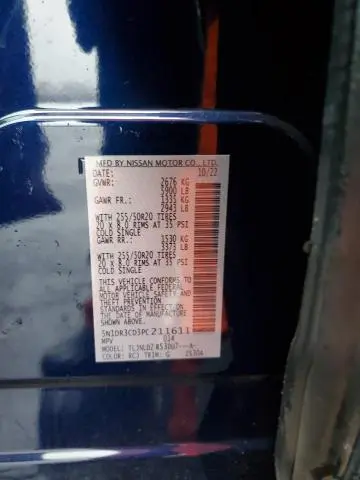 MFD BY NISSAN MOTOR CO., LTD.
DATE: 10/22
GVWR: 2676 KG
5900 LB
GAWR FR: 1335 KG
2943 LB
WITH 255/50R20 TIRES
20 X 8.0 RIMS AT 35 PSI
COLD SINGLE
GAWR RR: 1530 KG
3373 LB
WITH 255/50R20 TIRES
20 X 8.0 RIMS AT 35 PSI
COLD SINGLE
THIS VEHICLE CONFORMS TO
ALL APPLICABLE FEDERAL
MOTOR VEHICLE SAFETY AND
THEFT PREVENTION
STANDARDS IN EFFECT ON
THE DATE OF MANUFACTURE
SHOWN ABOVE.
5N1DR3CD3PC211611
MPV 014
COLOR: RCJ TRIM: G